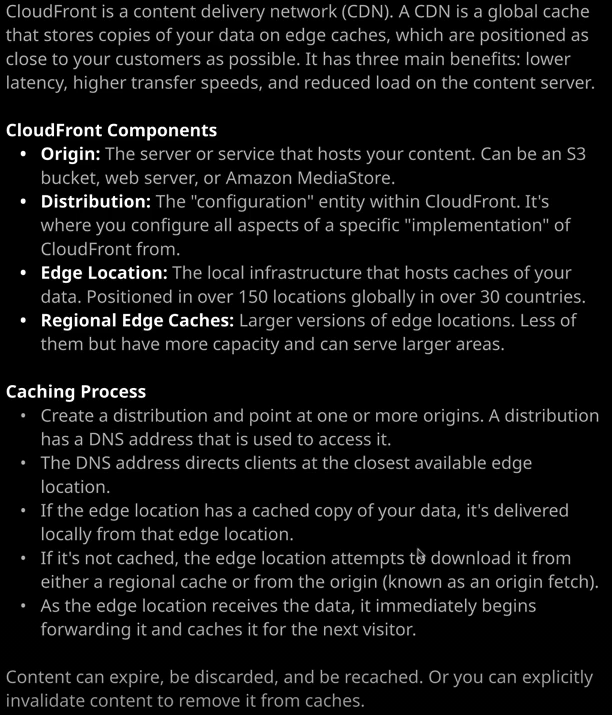 CloudFront is a content delivery network (CDN). A CDN is a global cache
that stores copies of your data on edge caches, which are positioned as
close to your customers as possible. It has three main benefits: lower
latency, higher transfer speeds, and reduced load on the content server.
CloudFront Components
• Origin: The server or service that hosts your content. Can be an S3
bucket, web server, or Amazon MediaStore.
• Distribution: The "configuration" entity within CloudFront. It's
where you configure all aspects of a specific "implementation" of
CloudFront from.
• Edge Location: The local infrastructure that hosts caches of your
data. Positioned in over 150 locations globally in over 30 countries.
• Regional Edge Caches: Larger versions of edge locations. Less of
them but have more capacity and can serve larger areas.
Caching Process
• Create a distribution and point at one or more origins. A distribution
has a DNS address that is used to access it.
• The DNS address directs clients at the closest available edge
location.
• If the edge location has a cached copy of your data, it's delivered
locally from that edge location.
• If it's not cached, the edge location attempts to download it from
either a regional cache or from the origin (known as an origin fetch).
• As the edge location receives the data, it immediately begins
forwarding it and caches it for the next visitor.
Content can expire, be discarded, and be recached. Or you can explicitly
invalidate content to remove it from caches.